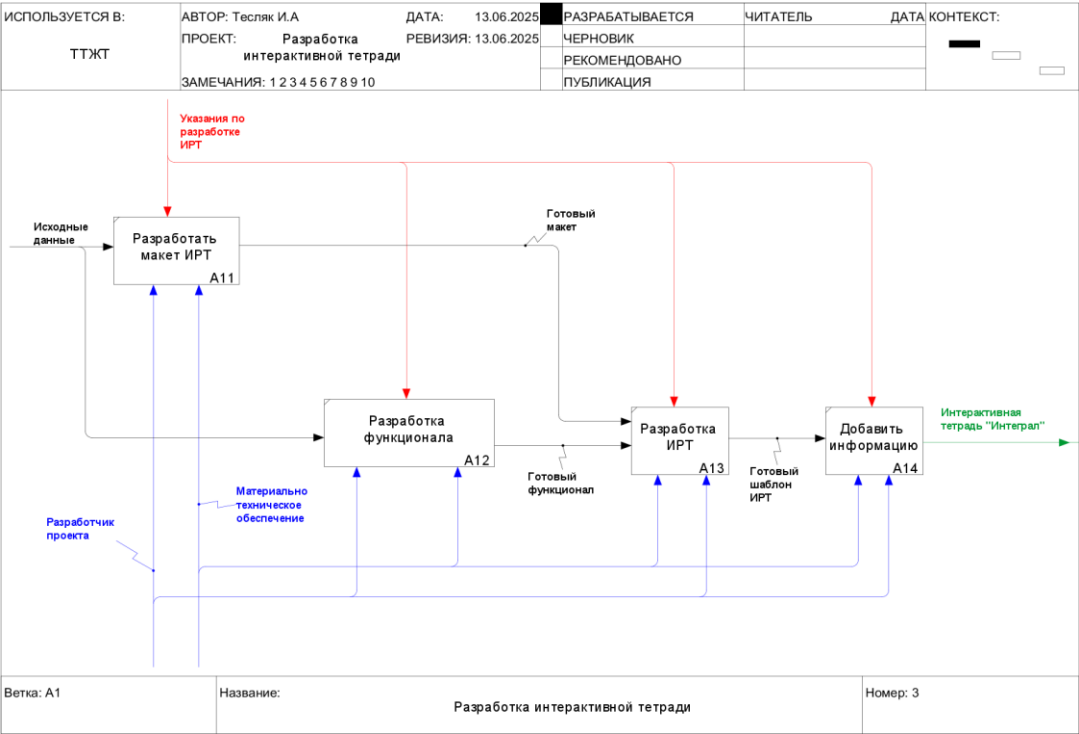 ИСПОЛЬЗУЕТСЯ В:
ТТЖТ
АВТОР: Тесляк И.А
ДАТА: 13.06.2025
ПРОЕКТ: Разработка
интерактивной тетради
РЕВИЗИЯ: 13.06.2025
ЗАМЕЧАНИЯ: 1 2 3 4 5 6 7 8 9 10
РАЗРАБАТЫВАЕТСЯ
ЧЕРНОВИК
РЕКОМЕНДОВАНО
ПУБЛИКАЦИЯ
ЧИТАТЕЛЬ
ДАТА
КОНТЕКСТ:
Указания по
разработке
ИРТ
Исходные
данные
Разработать
макет ИРТ
A11
Готовый
макет
Разработка
функционала
A12
Готовый
функционал
Разработка
ИРТ
A13
Готовый
шаблон
ИРТ
Добавить
информацию
A14
Интерактивная
тетрадь "Интеграл"
Материально
техническое
обеспечение
Разработчик
проекта
Ветка: A1
Название:
Разработка интерактивной тетради
Номер: 3